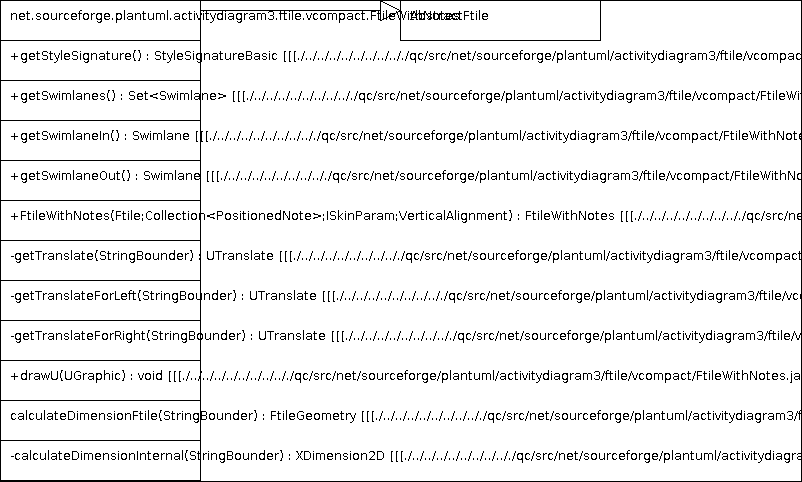 net.sourceforge.plantuml.activitydiagram3.ftile.vcompact.FtileWithNotes
AbstractFtile
+getStyleSignature() : StyleSignatureBasic [[[./../../../../../../../../../qc/src/net/sourceforge/plantuml/activitydiagram3/ftile/vcompac
+getSwimlanes() : Set<Swimlane> [[[./../../../../../../../../../qc/src/net/sourceforge/plantuml/activitydiagram3/ftile/vcompact/FtileWi
+getSwimlaneIn() : Swimlane [[[./../../../../../../../../../qc/src/net/sourceforge/plantuml/activitydiagram3/ftile/vcompact/FtileWithNote
+getSwimlaneOut() : Swimlane [[[./../../../../../../../../../qc/src/net/sourceforge/plantuml/activitydiagram3/ftile/vcompact/FtileWithNo
+FtileWithNotes(Ftile;Collection<PositionedNote>;ISkinParam;VerticalAlignment) : FtileWithNotes [[[./../../../../../../../../../qc/src/ne
-getTranslate(StringBounder) : UTranslate [[[./../../../../../../../../../qc/src/net/sourceforge/plantuml/activitydiagram3/ftile/vcompact
-getTranslateForLeft(StringBounder) : UTranslate [[[./../../../../../../../../../qc/src/net/sourceforge/plantuml/activitydiagram3/ftile/vc
-getTranslateForRight(StringBounder) : UTranslate [[[./../../../../../../../../../qc/src/net/sourceforge/plantuml/activitydiagram3/ftile/v
+drawU(UGraphic) : void [[[./../../../../../../../../../qc/src/net/sourceforge/plantuml/activitydiagram3/ftile/vcompact/FtileWithNotes.ja
calculateDimensionFtile(StringBounder) : FtileGeometry [[[./../../../../../../../../../qc/src/net/sourceforge/plantuml/activitydiagram3/f
-calculateDimensionInternal(StringBounder) : XDimension2D [[[./../../../../../../../../../qc/src/net/sourceforge/plantuml/activitydiagra